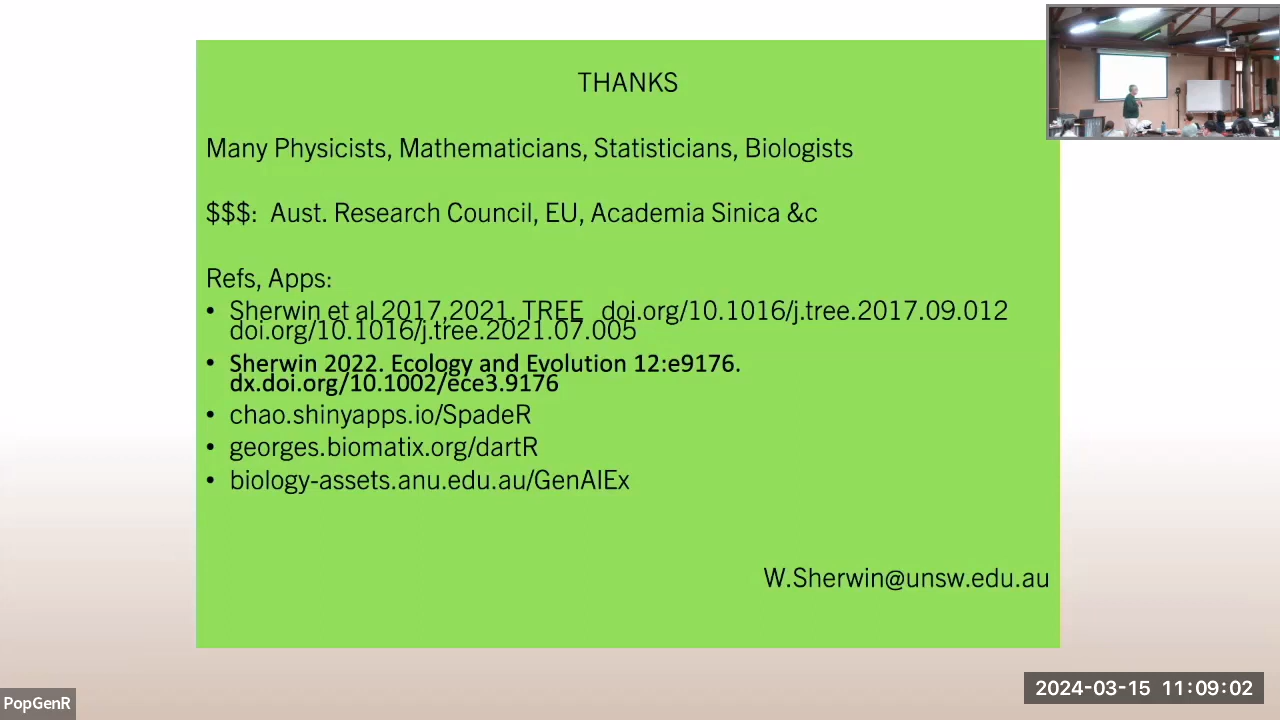 THANKS
Many Physicists, Mathematicians, Statisticians, Biologists
$$$: Aust. Research Council, EU, Academia Sinica &c
Refs, Apps:
• Sherwin et al 2017,2021. TREE doi.org/10.1016/j.tree.2017.09.012
doi.org/10.1016/j.tree.2021.07.005
• Sherwin 2022. Ecology and Evolution 12:e9176.
dx.doi.org/10.1002/ece3.9176
• chao.shinyapps.io/SpadeR
• georges.biomatix.org/dartR
• biology-assets.anu.edu.au/GenAlEx
W.Sherwin@unsw.edu.au
PopGenR
2024-03-15 11:09:02